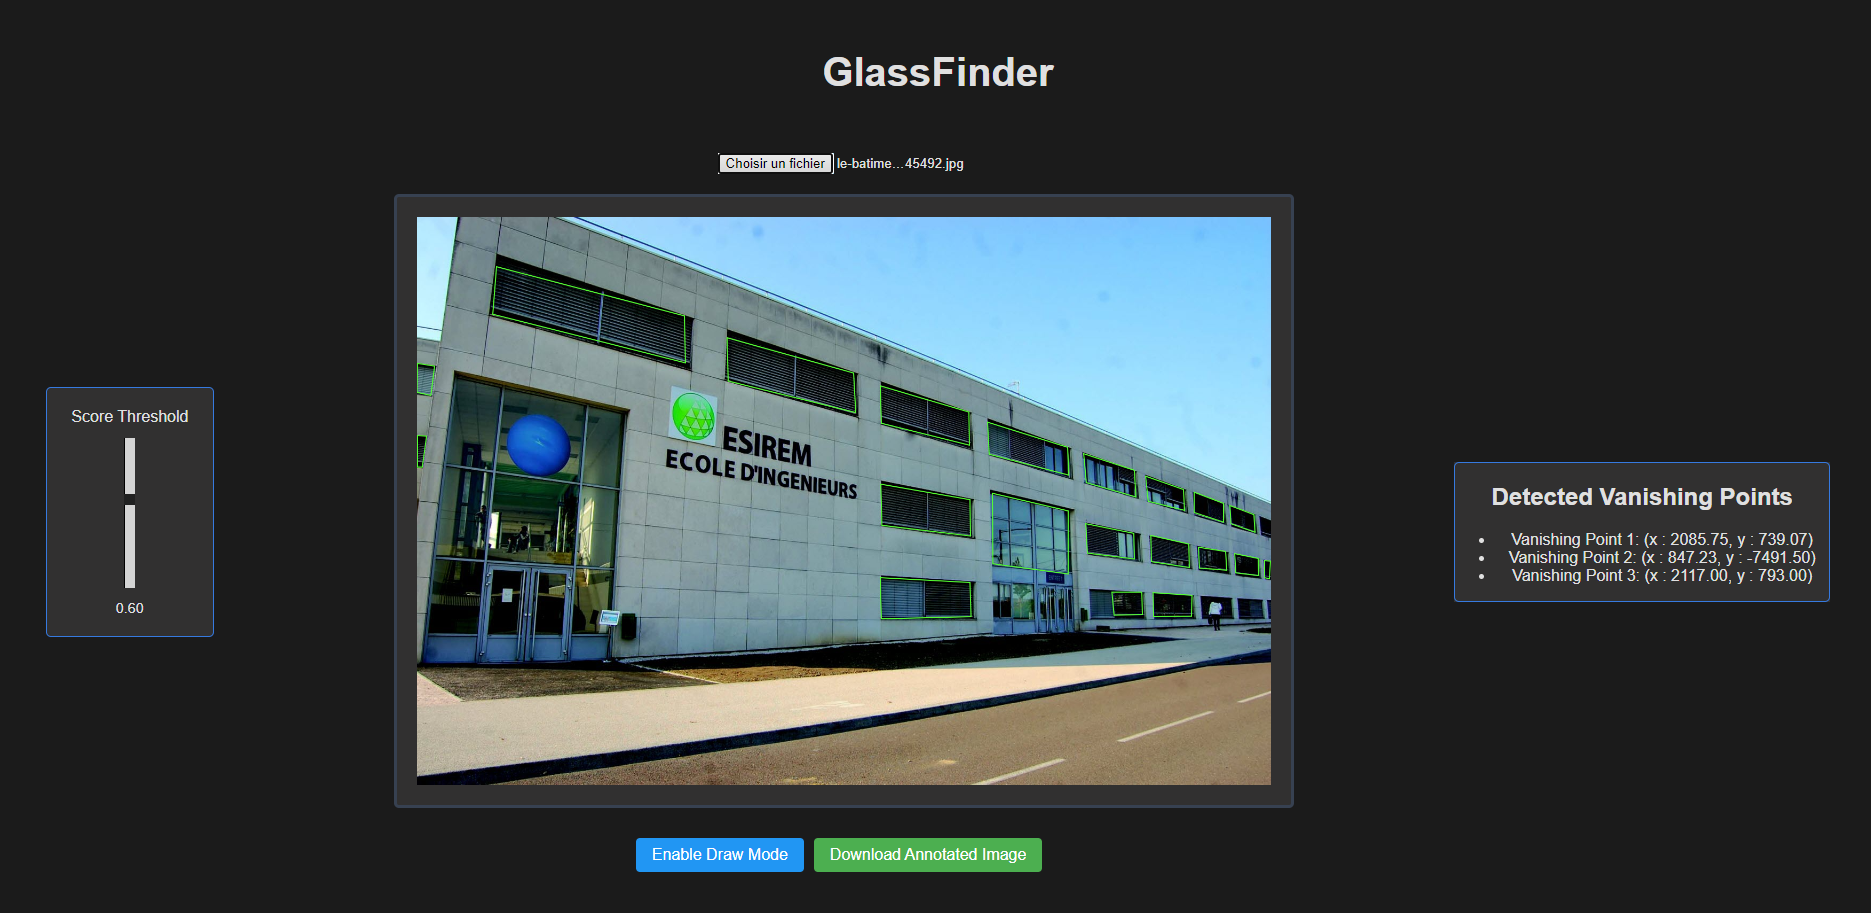 GlassFinder
Choisir un fichier le-batime...45492.jpg
Score Threshold
0.60
ESIREM
ECOLE D'INGENIEURS
Detected Vanishing Points
Vanishing Point 1: (x : 2085.75, y : 739.07)
Vanishing Point 2: (x : 847.23, y : -7491.50)
Vanishing Point 3: (x : 2117.00, y : 793.00)
Enable Draw Mode
Download Annotated Image